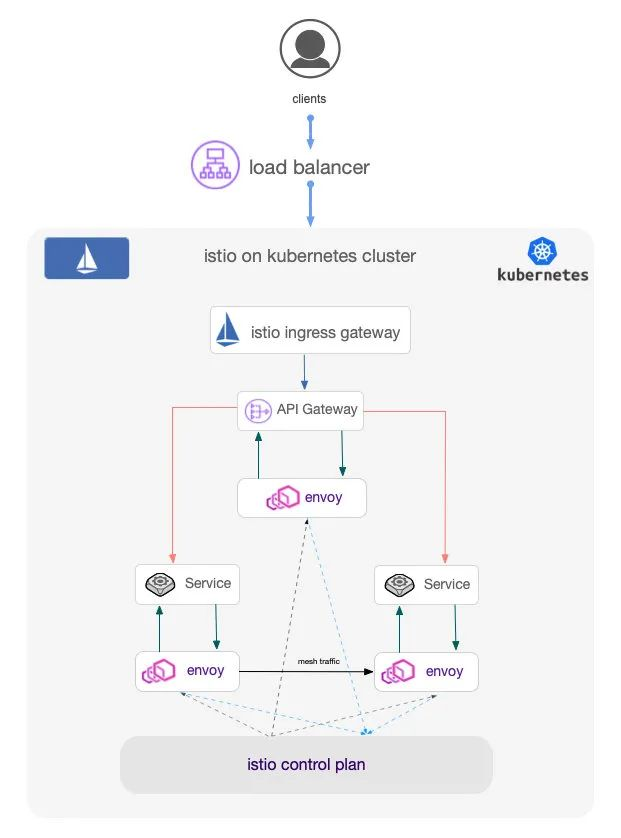 clients
load balancer
istio on kubernetes cluster
kubernetes
istio ingress gateway
API Gateway
envoy
Service
Service
envoy
mesh traffic
envoy
istio control plan